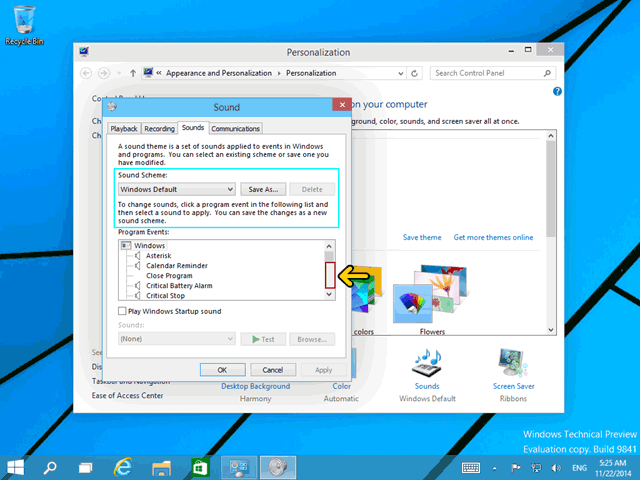 Recycle Bin
Personalization
« Appearance and Personalization › Personalization
Search Control Panel
Sound
on your computer
ground, color, sounds, and screen saver all at once.
Playback Recording Sounds Communications
A sound theme is a set of sounds applied to events in Windows
and programs. You can select an existing scheme or save one you
have modified.
Sound Scheme:
Windows Default Save As... Delete
To change sounds, click a program event in the following list and
then select a sound to apply. You can save the changes as a new
sound scheme.
Program Events:
Windows
Asterisk
Calendar Reminder
Close Program
Critical Battery Alarm
Critical Stop
Save theme Get more themes online
colors Flowers
Play Windows Startup sound
Sounds:
(None) Test Browse...
OK Cancel Apply
See
Dis
Taskbar and Navigation
Ease of Access Center
Desktop Background
Harmony
Color
Automatic
Sounds
Windows Default
Screen Saver
Ribbons
Windows Technical Preview
Evaluation copy. Build 9841
5:25 AM
11/22/2014